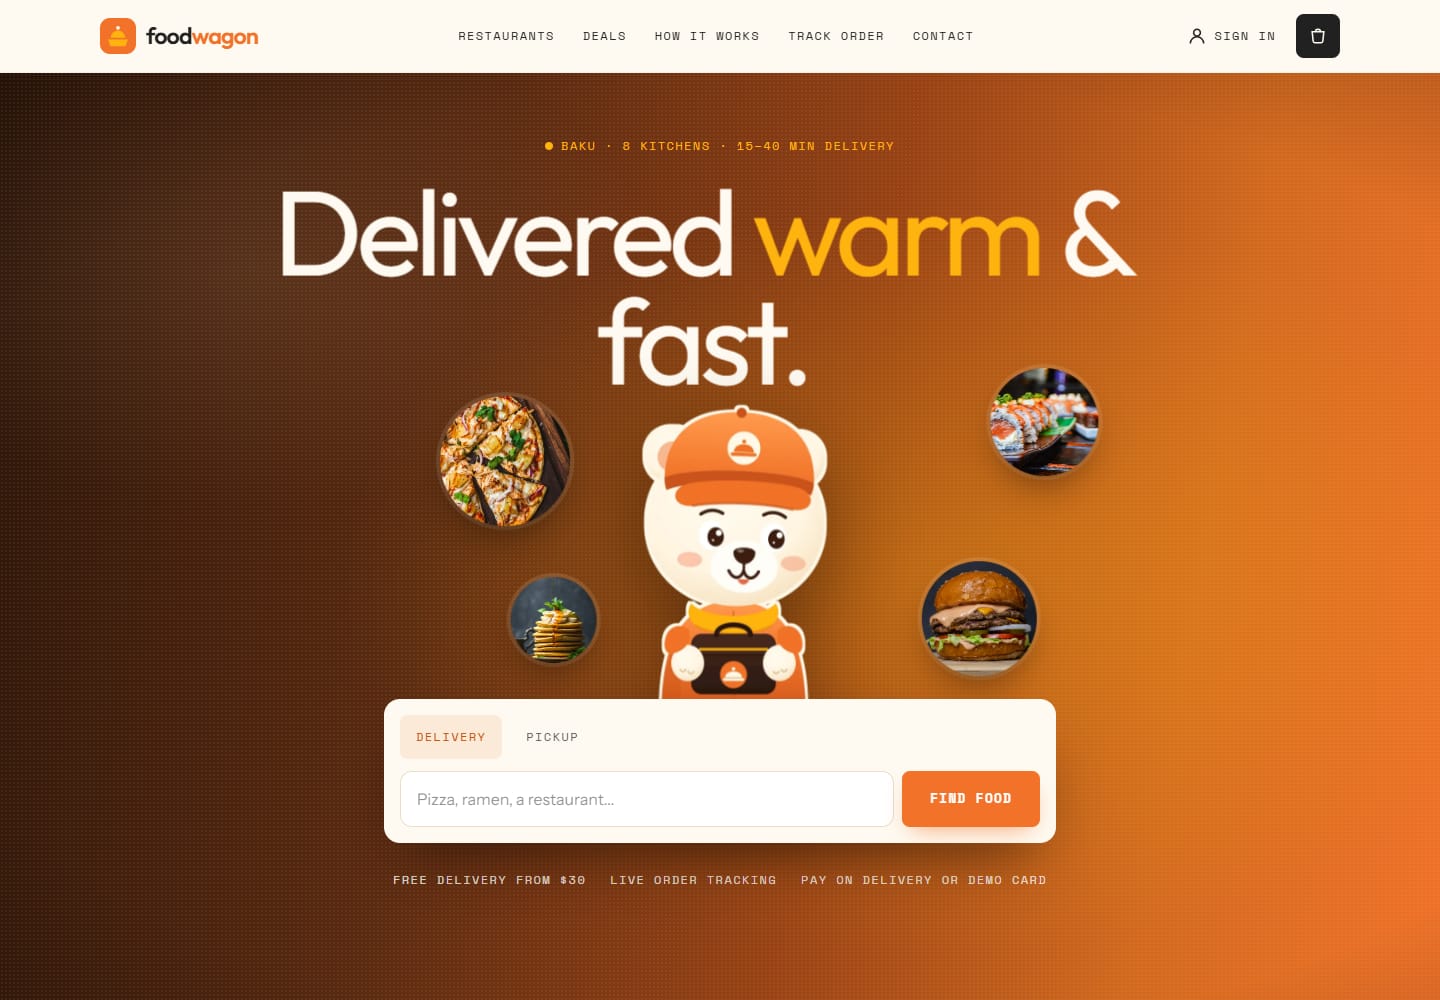 foodwagon
RESTAURANTS
DEALS
HOW IT WORKS
TRACK ORDER
CONTACT
SIGN IN
BAKU · 8 KITCHENS · 15–40 MIN DELIVERY
Delivered warm &
fast.
DELIVERY
PICKUP
Pizza, ramen, a restaurant…
FIND FOOD
FREE DELIVERY FROM $30
LIVE ORDER TRACKING
PAY ON DELIVERY OR DEMO CARD